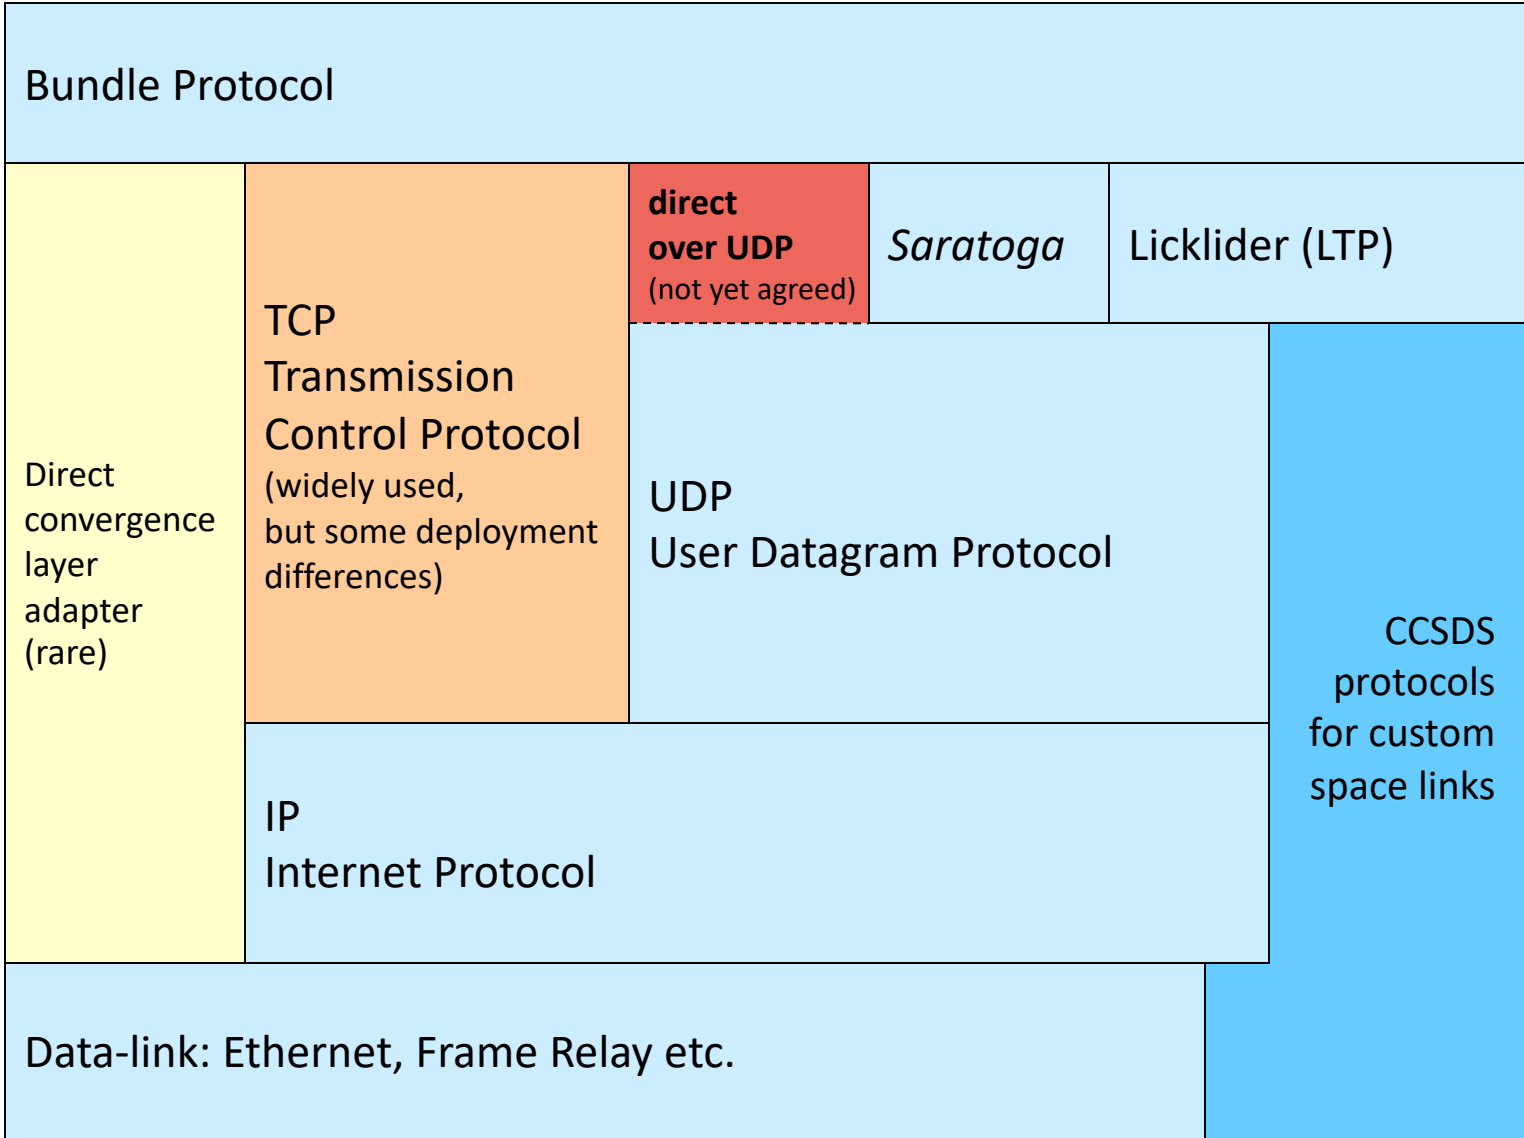 Bundle Protocol
Direct
convergence
layer
adapter
(rare)
TCP
Transmission
Control Protocol
(widely used,
but some deployment
differences)
direct
over UDP
(not yet agreed)
Saratoga
Licklider (LTP)
UDP
User Datagram Protocol
CCSDS
protocols
for custom
space links
IP
Internet Protocol
Data-link: Ethernet, Frame Relay etc.